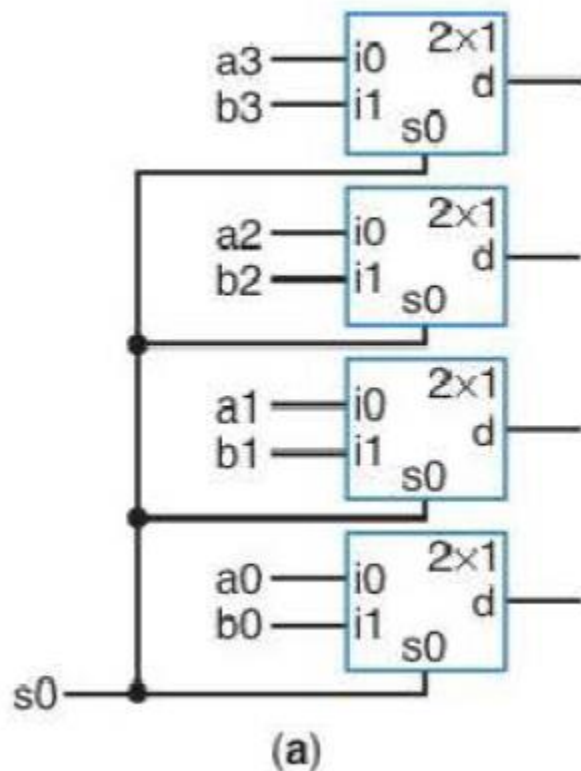 2×1
a3 i0 d
b3 i1
s0
2×1
a2 i0 d
b2 i1
s0
2×1
a1 i0 d
b1 i1
s0
2×1
a0 i0 d
b0 i1
s0
s0
(a)